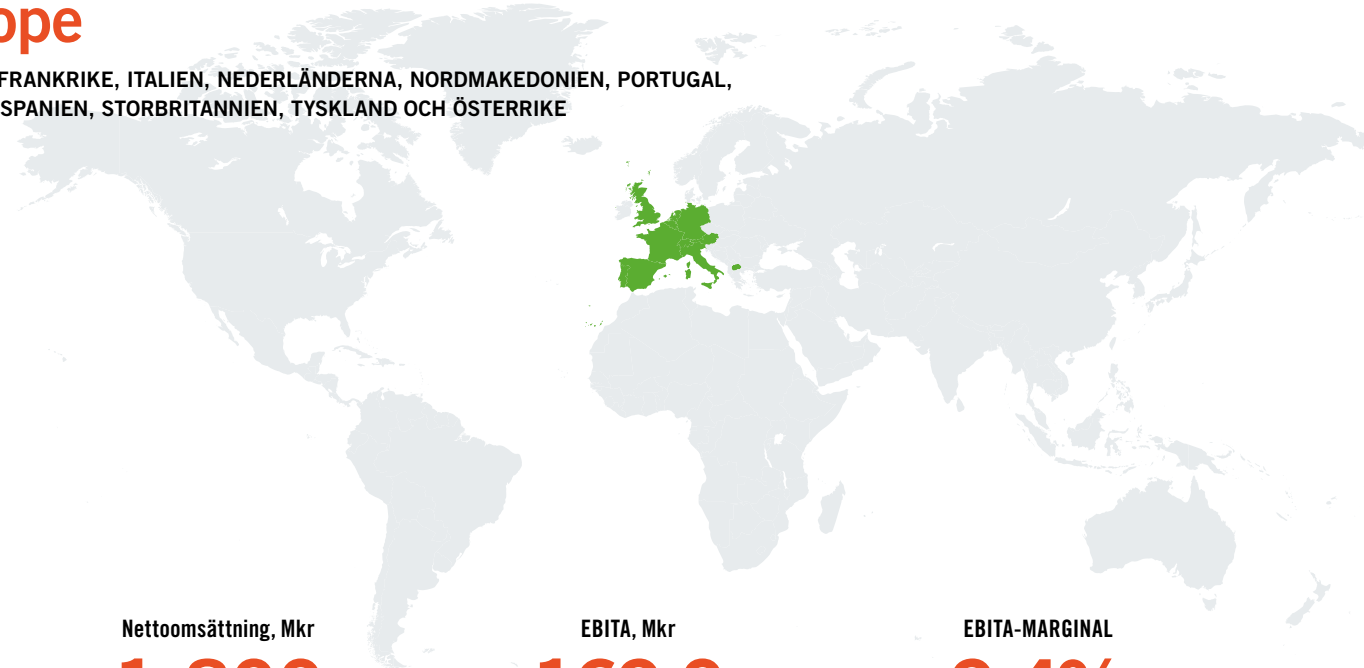 ope
FRANKRIKE, ITALIEN, NEDERLÄNDERNA, NORDMAKEDONIEN, PORTUGAL,
SPANIEN, STORBRITANNIEN, TYSKLAND OCH ÖSTERRIKE
Nettoomsättning, Mkr
EBITA, Mkr
EBITA-MARGINAL